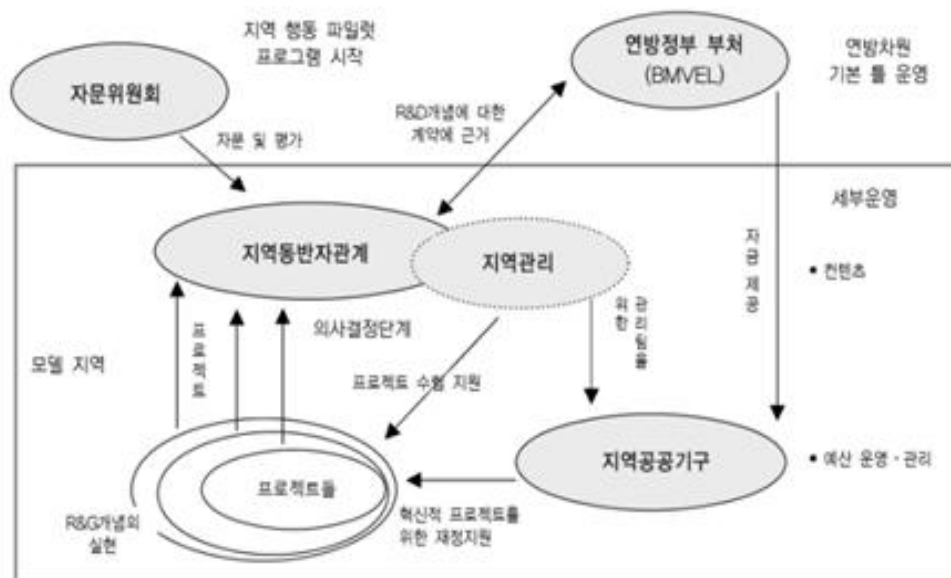 지역 행동 파일럿
프로그램 시작
자문위원회
연방정부 부처
(BMVEL)
연방차원
기본 틀 운영
R&D개념에 대한
계약에 근거
자문 및 평가
세부운영
지역동반자관계
지역관리
자금 제공
• 컨텐츠
관리팀을
위한
의사결정단계
프로젝트
모델 지역
프로젝트 수행 지원
지역공공기구
• 예산 운영·관리
프로젝트들
R&G개념의
실현
혁신적 프로젝트를
위한 재정지원